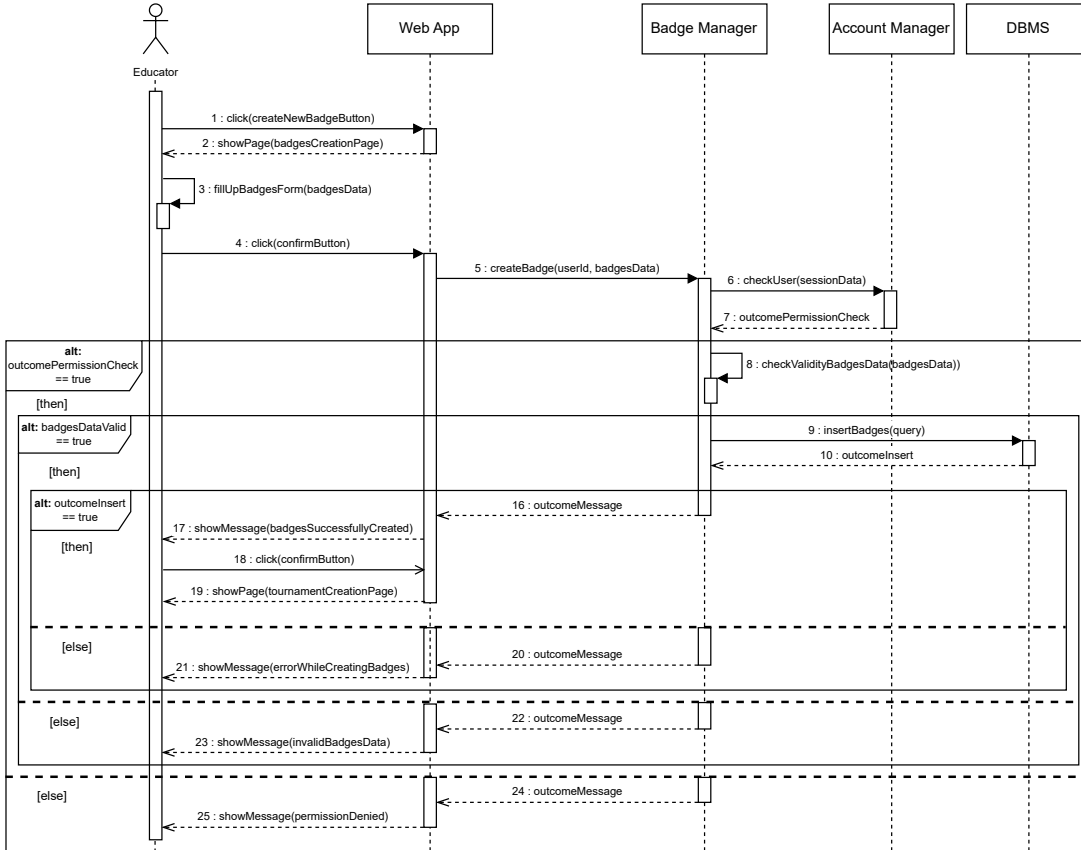 Educator
Web App
Badge Manager
Account Manager
DBMS
1 : click(createNewBadgeButton)
2 : showPage(badgesCreationPage)
3 : fillUpBadgesForm(badgesData)
4 : click(confirmButton)
5 : createBadge(userId, badgesData)
6 : checkUser(sessionData)
7 : outcomePermissionCheck
alt:
outcomePermissionCheck
== true
8 : checkValidityBadgesData(badgesData))
[then]
alt: badgesDataValid
== true
9 : insertBadges(query)
10 : outcomeInsert
[then]
alt: outcomeInsert
== true
16 : outcomeMessage
17 : showMessage(badgesSuccessfullyCreated)
[then]
18 : click(confirmButton)
19 : showPage(tournamentCreationPage)
[else]
20 : outcomeMessage
21 : showMessage(errorWhileCreatingBadges)
[else]
22 : outcomeMessage
23 : showMessage(invalidBadgesData)
[else]
24 : outcomeMessage
25 : showMessage(permissionDenied)